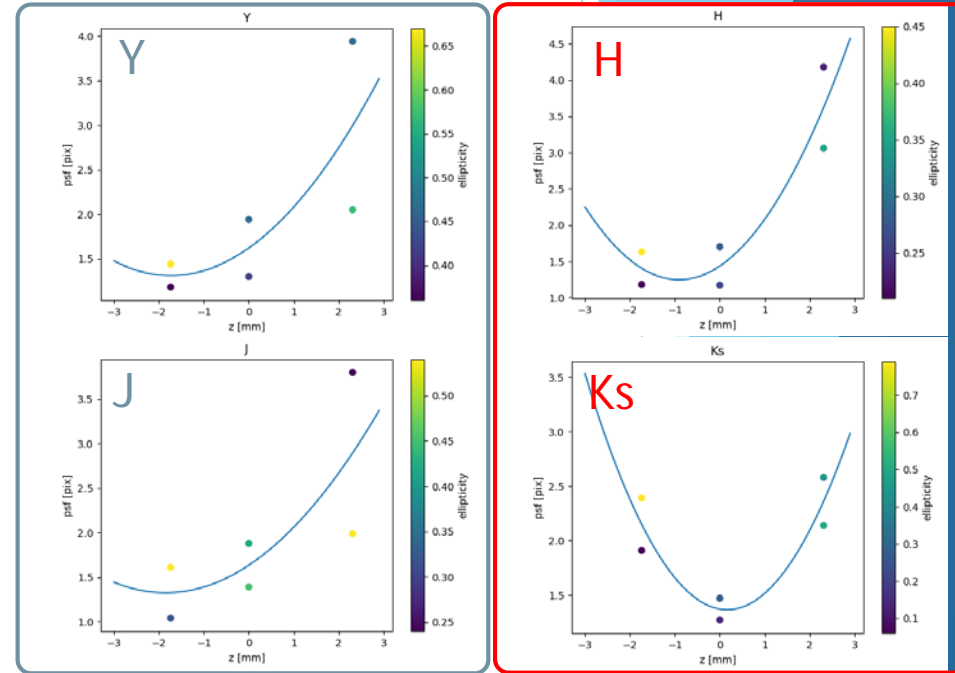 Y
Y
4.0
3.5
3.0
2.5
2.0
1.5
−3 −2 −1 0 1 2 3
z [mm]
psf [pix]
0.65
0.60
0.55
0.50
0.45
0.40
ellipticity
H
H
4.5
4.0
3.5
3.0
2.5
2.0
1.5
1.0
−3 −2 −1 0 1 2 3
z [mm]
psf [pix]
0.45
0.40
0.35
0.30
0.25
ellipticity
J
J
3.5
3.0
2.5
2.0
1.5
1.0
−3 −2 −1 0 1 2 3
z [mm]
psf [pix]
0.50
0.45
0.40
0.35
0.30
0.25
ellipticity
Ks
Ks
3.5
3.0
2.5
2.0
1.5
−3 −2 −1 0 1 2 3
z [mm]
psf [pix]
0.7
0.6
0.5
0.4
0.3
0.2
0.1
ellipticity